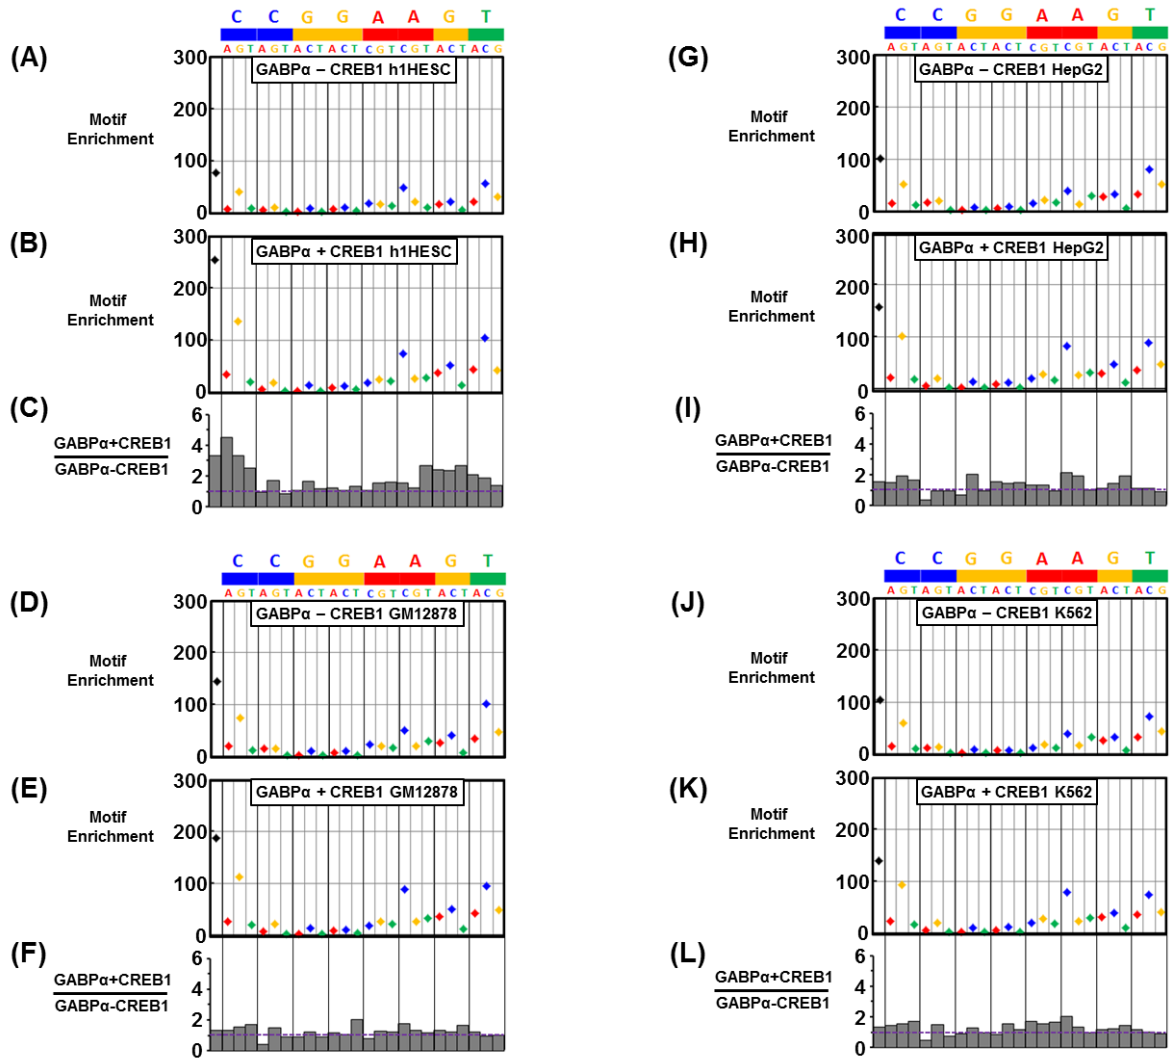 C C G G A A G T
A G T A G T A C T A C T C G T C G T A C T A C G
(A)
300
GABPα – CREB1 h1HESC
200
Motif
Enrichment
100
0
(B)
300
GABPα + CREB1 h1HESC
200
Motif
Enrichment
100
0
(C)
6
GABPα+CREB1
4
GABPα-CREB1
2
0
C C G G A A G T
A G T A G T A C T A C T C G T C G T A C T A C G
(D)
300
GABPα – CREB1 GM12878
200
Motif
Enrichment
100
0
(E)
300
GABPα + CREB1 GM12878
200
Motif
Enrichment
100
0
(F)
6
GABPα+CREB1
4
GABPα-CREB1
2
0
C C G G A A G T
A G T A G T A C T A C T C G T C G T A C T A C G
(G)
300
GABPα – CREB1 HepG2
200
Motif
Enrichment
100
0
(H)
300
GABPα + CREB1 HepG2
200
Motif
Enrichment
100
0
(I)
6
GABPα+CREB1
4
GABPα-CREB1
2
0
C C G G A A G T
A G T A G T A C T A C T C G T C G T A C T A C G
(J)
300
GABPα – CREB1 K562
200
Motif
Enrichment
100
0
(K)
300
GABPα + CREB1 K562
200
Motif
Enrichment
100
0
(L)
6
GABPα+CREB1
4
GABPα-CREB1
2
0